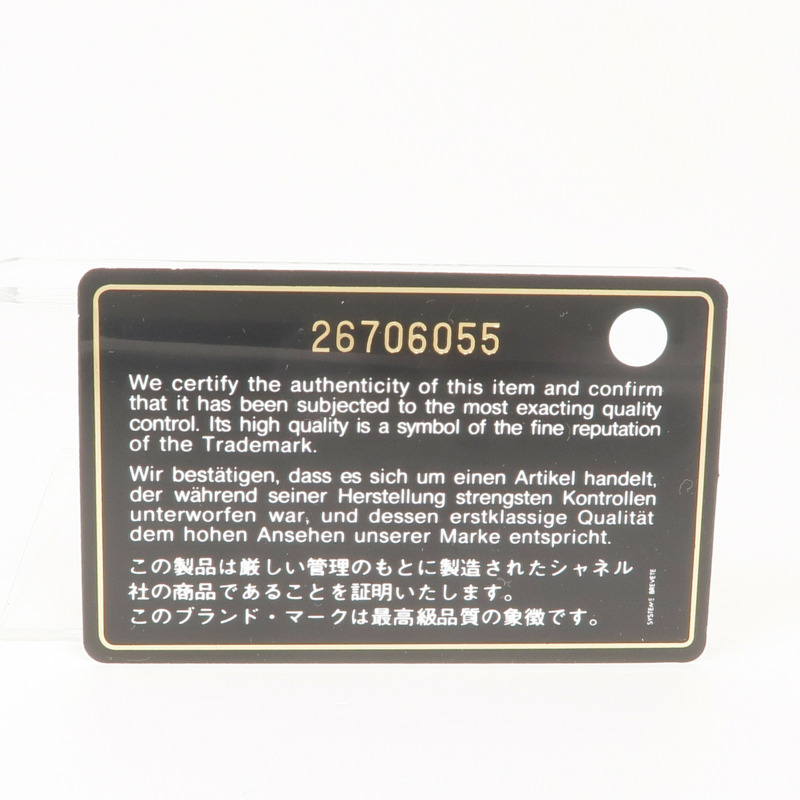 26706055
We certify the authenticity of this item and confirm
that it has been subjected to the most exacting quality
control. Its high quality is a symbol of the fine reputation
of the Trademark.
Wir bestätigen, dass es sich um einen Artikel handelt,
der während seiner Herstellung strengsten Kontrollen
unterworfen war, und dessen erstklassige Qualität
dem hohen Ansehen unserer Marke entspricht.
この製品は厳しい管理のもとに製造されたシャネル
社の商品であることを証明いたします。
このブランド・マークは最高級品質の象徴です。
SYSTEME BREVETE